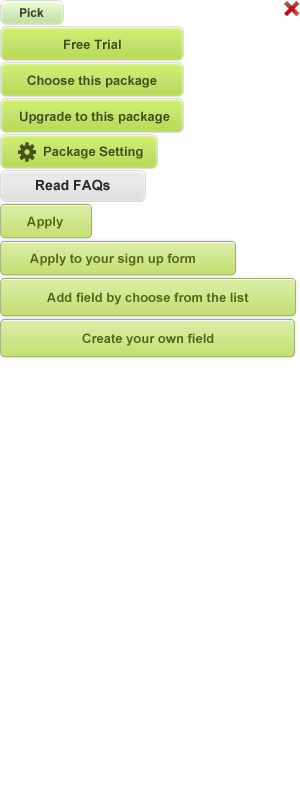 Pick
Free Trial
Choose this package
Upgrade to this package
Package Setting
Read FAQs
Apply
Apply to your sign up form
Add field by choose from the list
Create your own field